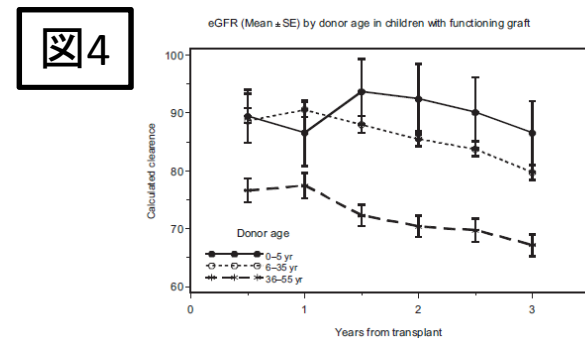 図4
eGFR (Mean ± SE) by donor age in children with functioning graft
Calculated clearence
100
90
80
70
60
Donor age
0–5 yr
6–35 yr
36–55 yr
0
1
2
3
Years from transplant